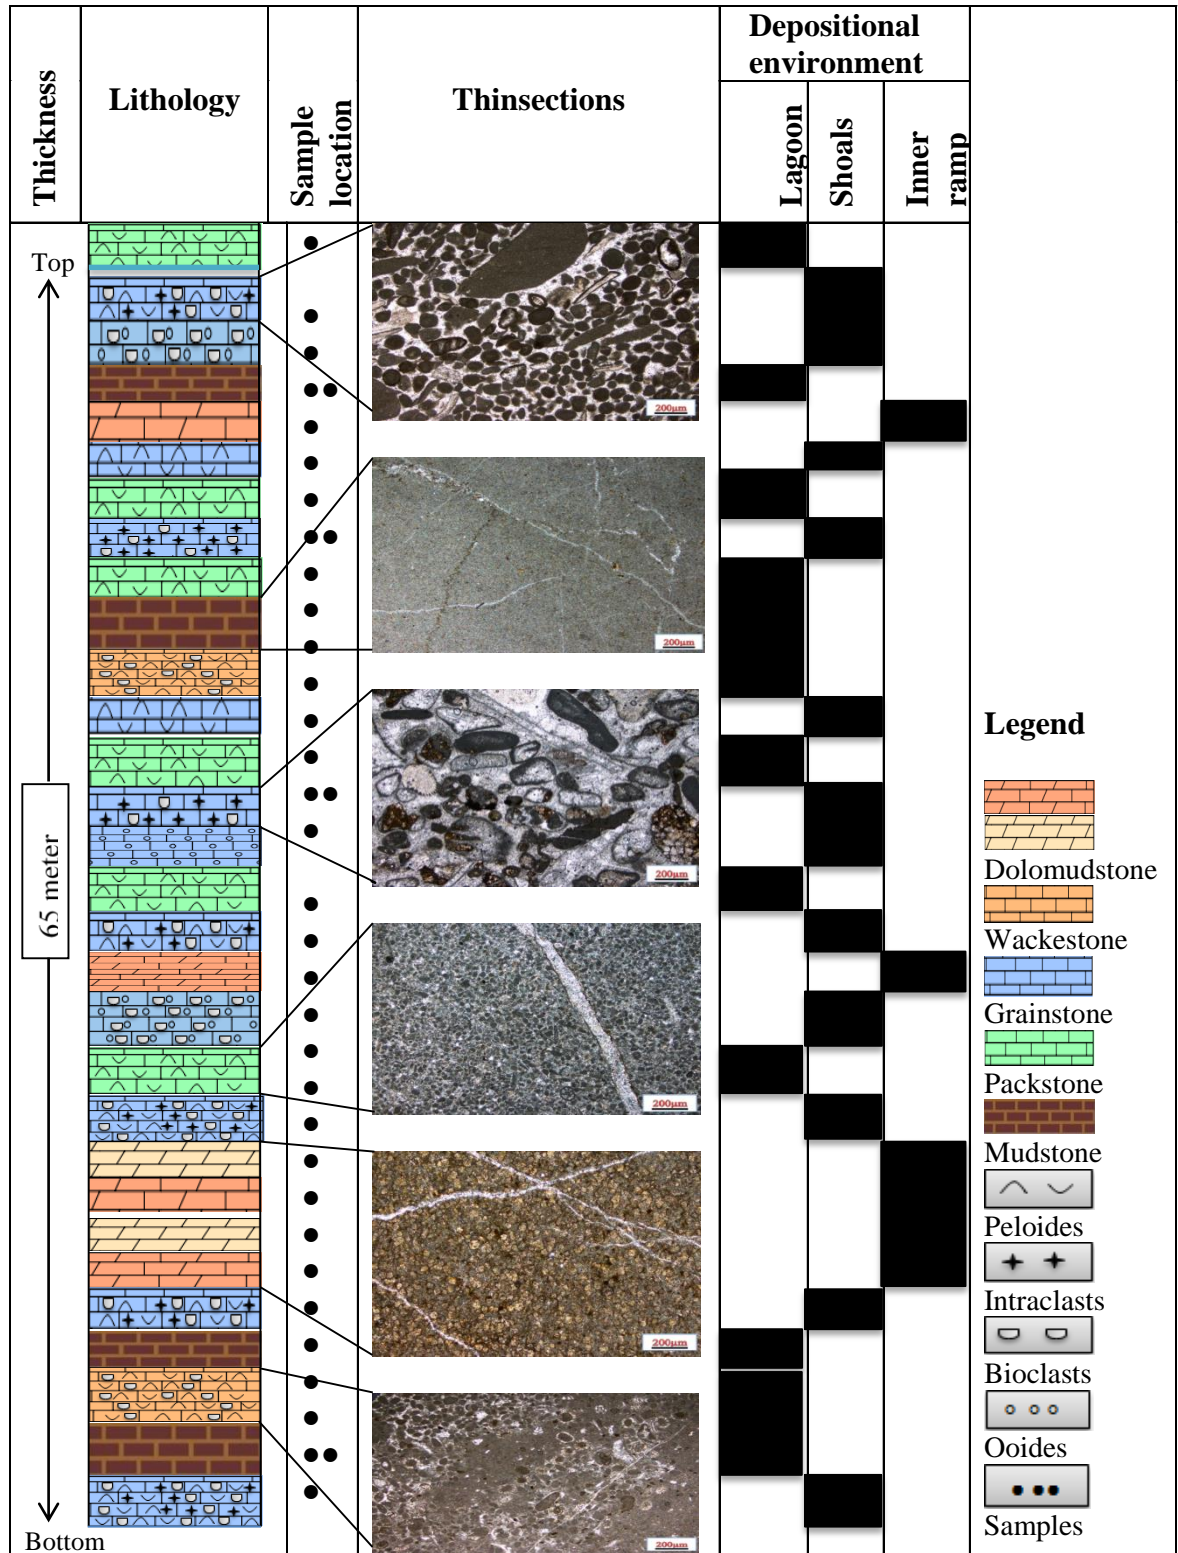 Thickness
Lithology
Sample
location
Thinsections
Depositional
environment
Lagoon
Shoals
Inner
ramp
Top
65 meter
Bottom
200µm
200µm
200µm
200µm
200µm
200µm
Legend
Dolomudstone
Wackestone
Grainstone
Packstone
Mudstone
Peloides
Intraclasts
Bioclasts
Ooides
Samples